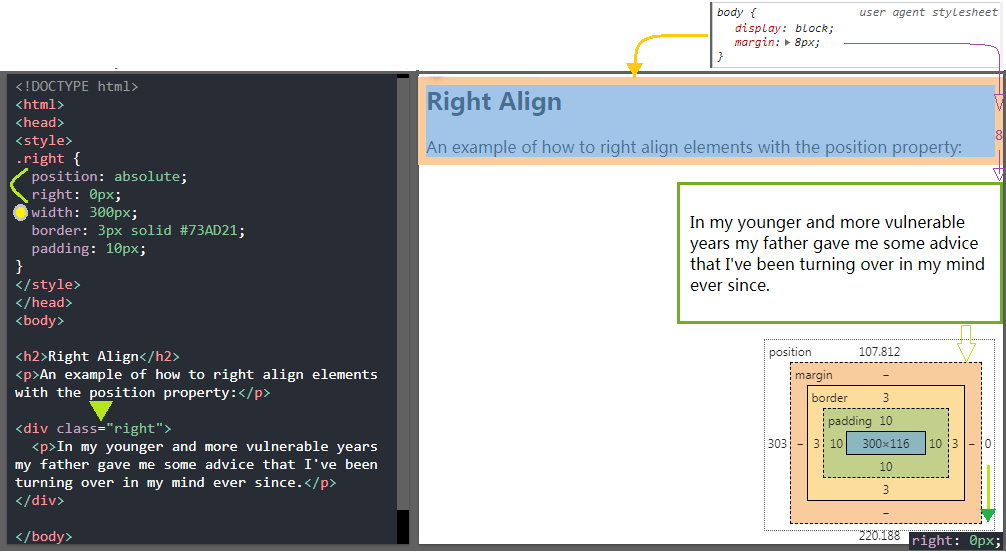 body {
user agent stylesheet
display: block;
margin: 8px;
}
<!DOCTYPE html>
<html>
<head>
<style>
.right {
position: absolute;
right: 0px;
width: 300px;
border: 3px solid #73AD21;
padding: 10px;
}
</style>
</head>
<body>
<h2>Right Align</h2>
<p>An example of how to right align elements
with the position property:</p>
<div class="right">
<p>In my younger and more vulnerable years
my father gave me some advice that I've been
turning over in my mind ever since.</p>
</div>
</body>
Right Align
An example of how to right align elements with the position property:
8
In my younger and more vulnerable
years my father gave me some advice
that I've been turning over in my mind
ever since.
position 107.812
margin –
border 3
padding 10
303 – 3 10 300×116 10 3 – 0
10
3
–
220.188
right: 0px;